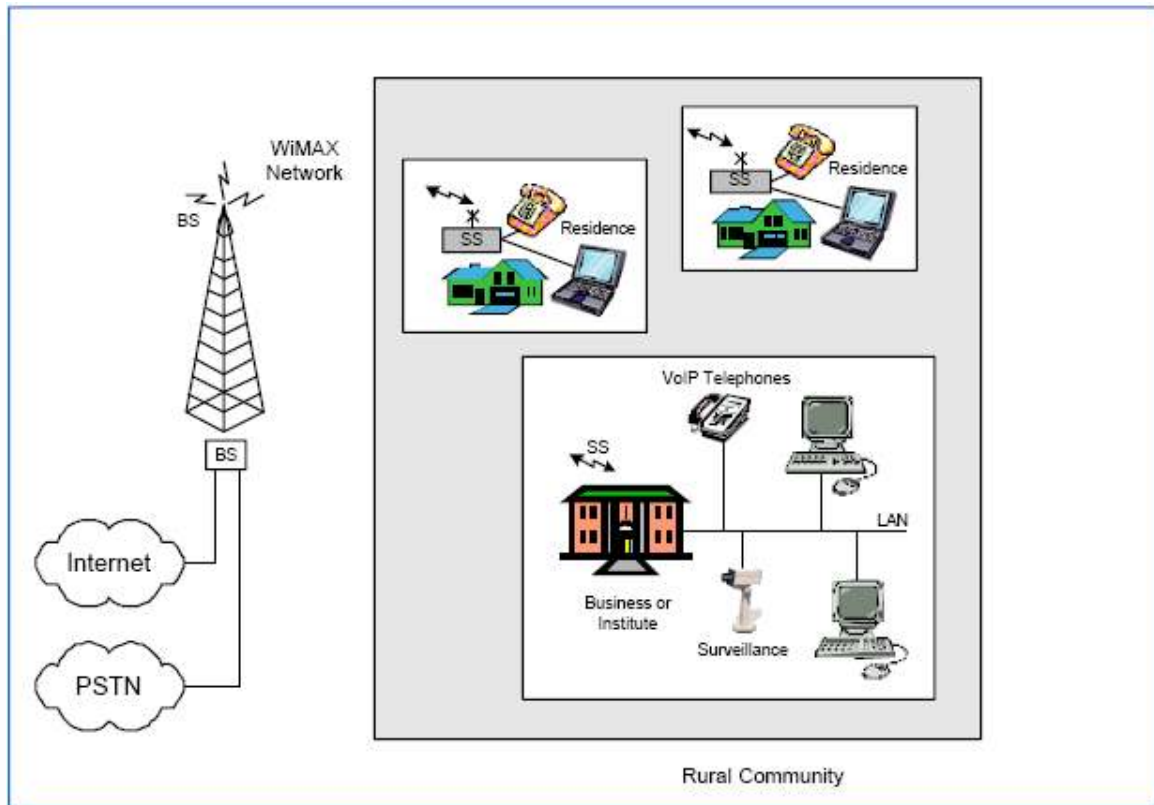 WiMAX
Network
BS
BS
Internet
PSTN
SS
Residence
SS
Residence
VoIP Telephones
SS
LAN
Business or
Institute
Surveillance
Rural Community